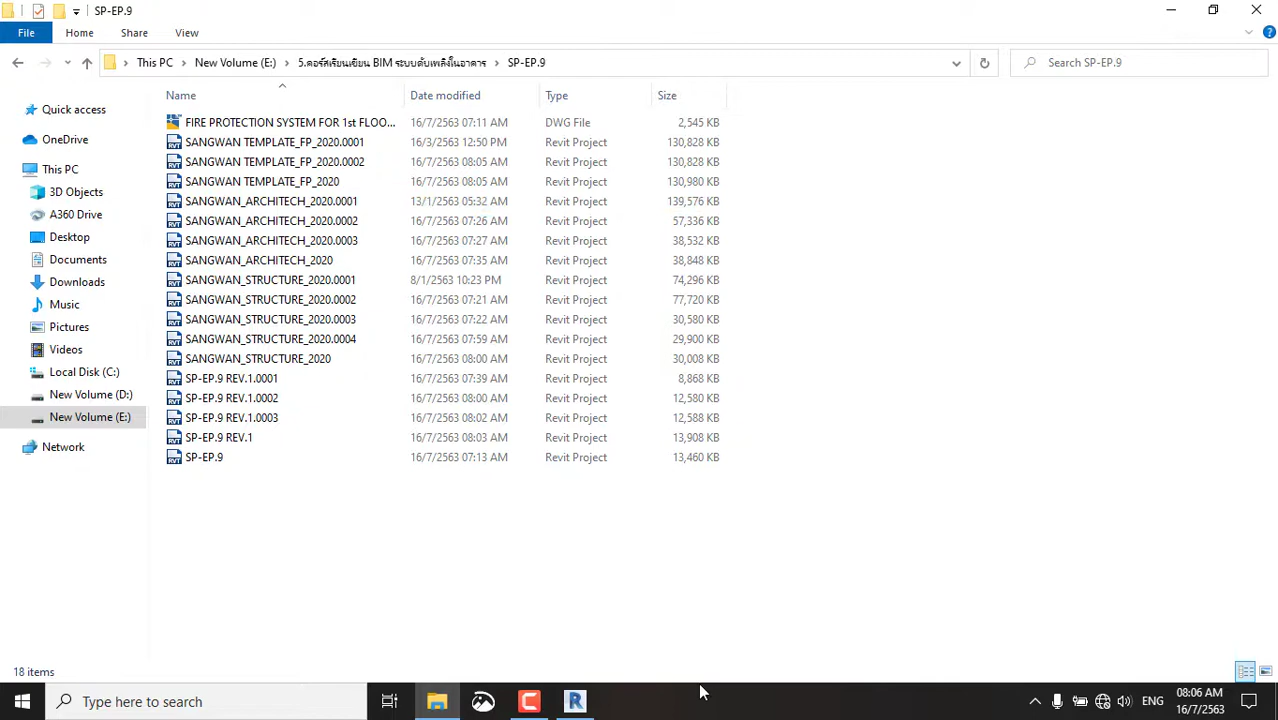 SP-EP.9
File Home Share View
This PC New Volume (E:) 5.คอร์สเรียนเขียน BIM ระบบดับเพลิงในอาคาร SP-EP.9
Search SP-EP.9
Name Date modified Type Size
Quick access
OneDrive
This PC
3D Objects
A360 Drive
Desktop
Documents
Downloads
Music
Pictures
Videos
Local Disk (C:)
New Volume (D:)
New Volume (E:)
Network
FIRE PROTECTION SYSTEM FOR 1st FLOO... 16/7/2563 07:11 AM DWG File 2,545 KB
SANGWAN TEMPLATE_FP_2020.0001 16/3/2563 12:50 PM Revit Project 130,828 KB
SANGWAN TEMPLATE_FP_2020.0002 16/7/2563 08:05 AM Revit Project 130,828 KB
SANGWAN TEMPLATE_FP_2020 16/7/2563 08:05 AM Revit Project 130,980 KB
SANGWAN_ARCHITECH_2020.0001 13/1/2563 05:32 AM Revit Project 139,576 KB
SANGWAN_ARCHITECH_2020.0002 16/7/2563 07:26 AM Revit Project 57,336 KB
SANGWAN_ARCHITECH_2020.0003 16/7/2563 07:27 AM Revit Project 38,532 KB
SANGWAN_ARCHITECH_2020 16/7/2563 07:35 AM Revit Project 38,848 KB
SANGWAN_STRUCTURE_2020.0001 8/1/2563 10:23 PM Revit Project 74,296 KB
SANGWAN_STRUCTURE_2020.0002 16/7/2563 07:21 AM Revit Project 77,720 KB
SANGWAN_STRUCTURE_2020.0003 16/7/2563 07:22 AM Revit Project 30,580 KB
SANGWAN_STRUCTURE_2020.0004 16/7/2563 07:59 AM Revit Project 29,900 KB
SANGWAN_STRUCTURE_2020 16/7/2563 08:00 AM Revit Project 30,008 KB
SP-EP.9 REV.1.0001 16/7/2563 07:39 AM Revit Project 8,868 KB
SP-EP.9 REV.1.0002 16/7/2563 08:00 AM Revit Project 12,580 KB
SP-EP.9 REV.1.0003 16/7/2563 08:02 AM Revit Project 12,588 KB
SP-EP.9 REV.1 16/7/2563 08:03 AM Revit Project 13,908 KB
SP-EP.9 16/7/2563 07:13 AM Revit Project 13,460 KB
18 items
Type here to search
ENG
08:06 AM
16/7/2563